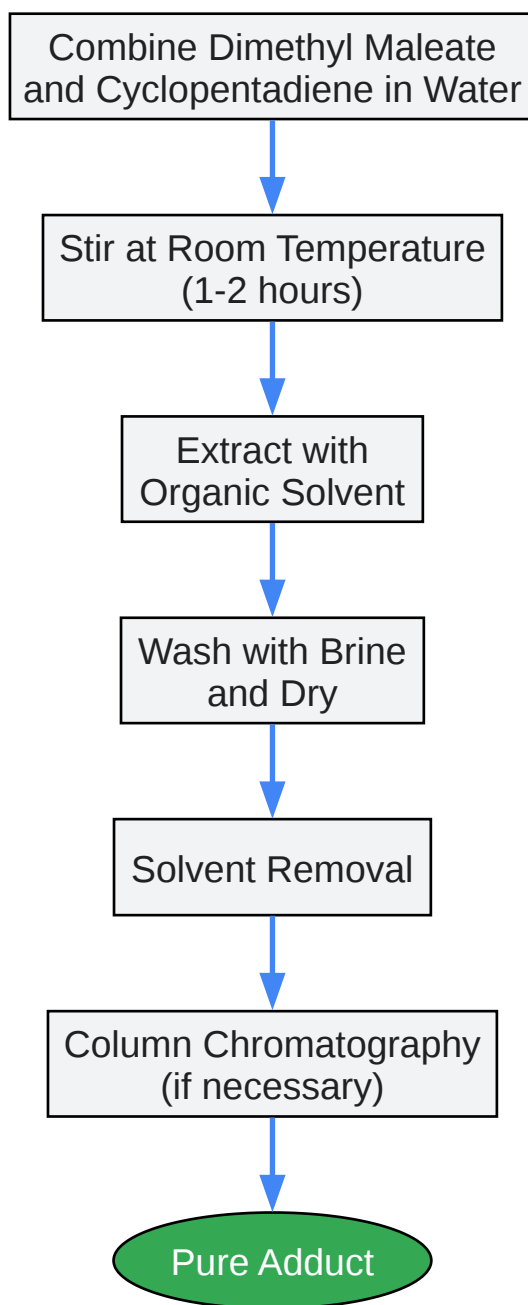 Combine Dimethyl Maleate
and Cyclopentadiene in Water
Stir at Room Temperature
(1-2 hours)
Extract with
Organic Solvent
Wash with Brine
and Dry
Solvent Removal
Column Chromatography
(if necessary)
Pure Adduct